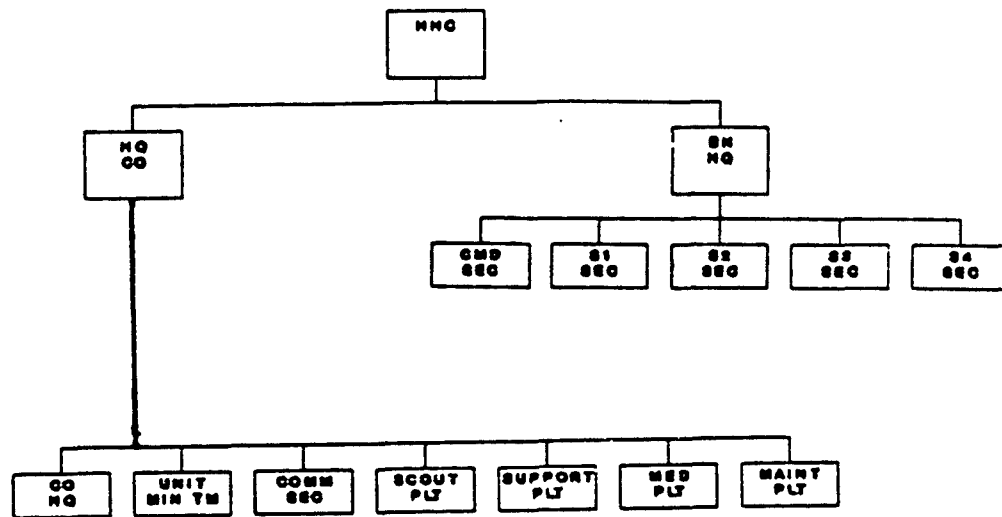 HHC
HQ
CO
BN
HQ
CMD
SEC
S1
SEC
S2
SEC
S3
SEC
S4
SEC
CO
HQ
UNIT
MIN TM
COMM
SEC
SCOUT
PLT
SUPPORT
PLT
MED
PLT
MAINT
PLT